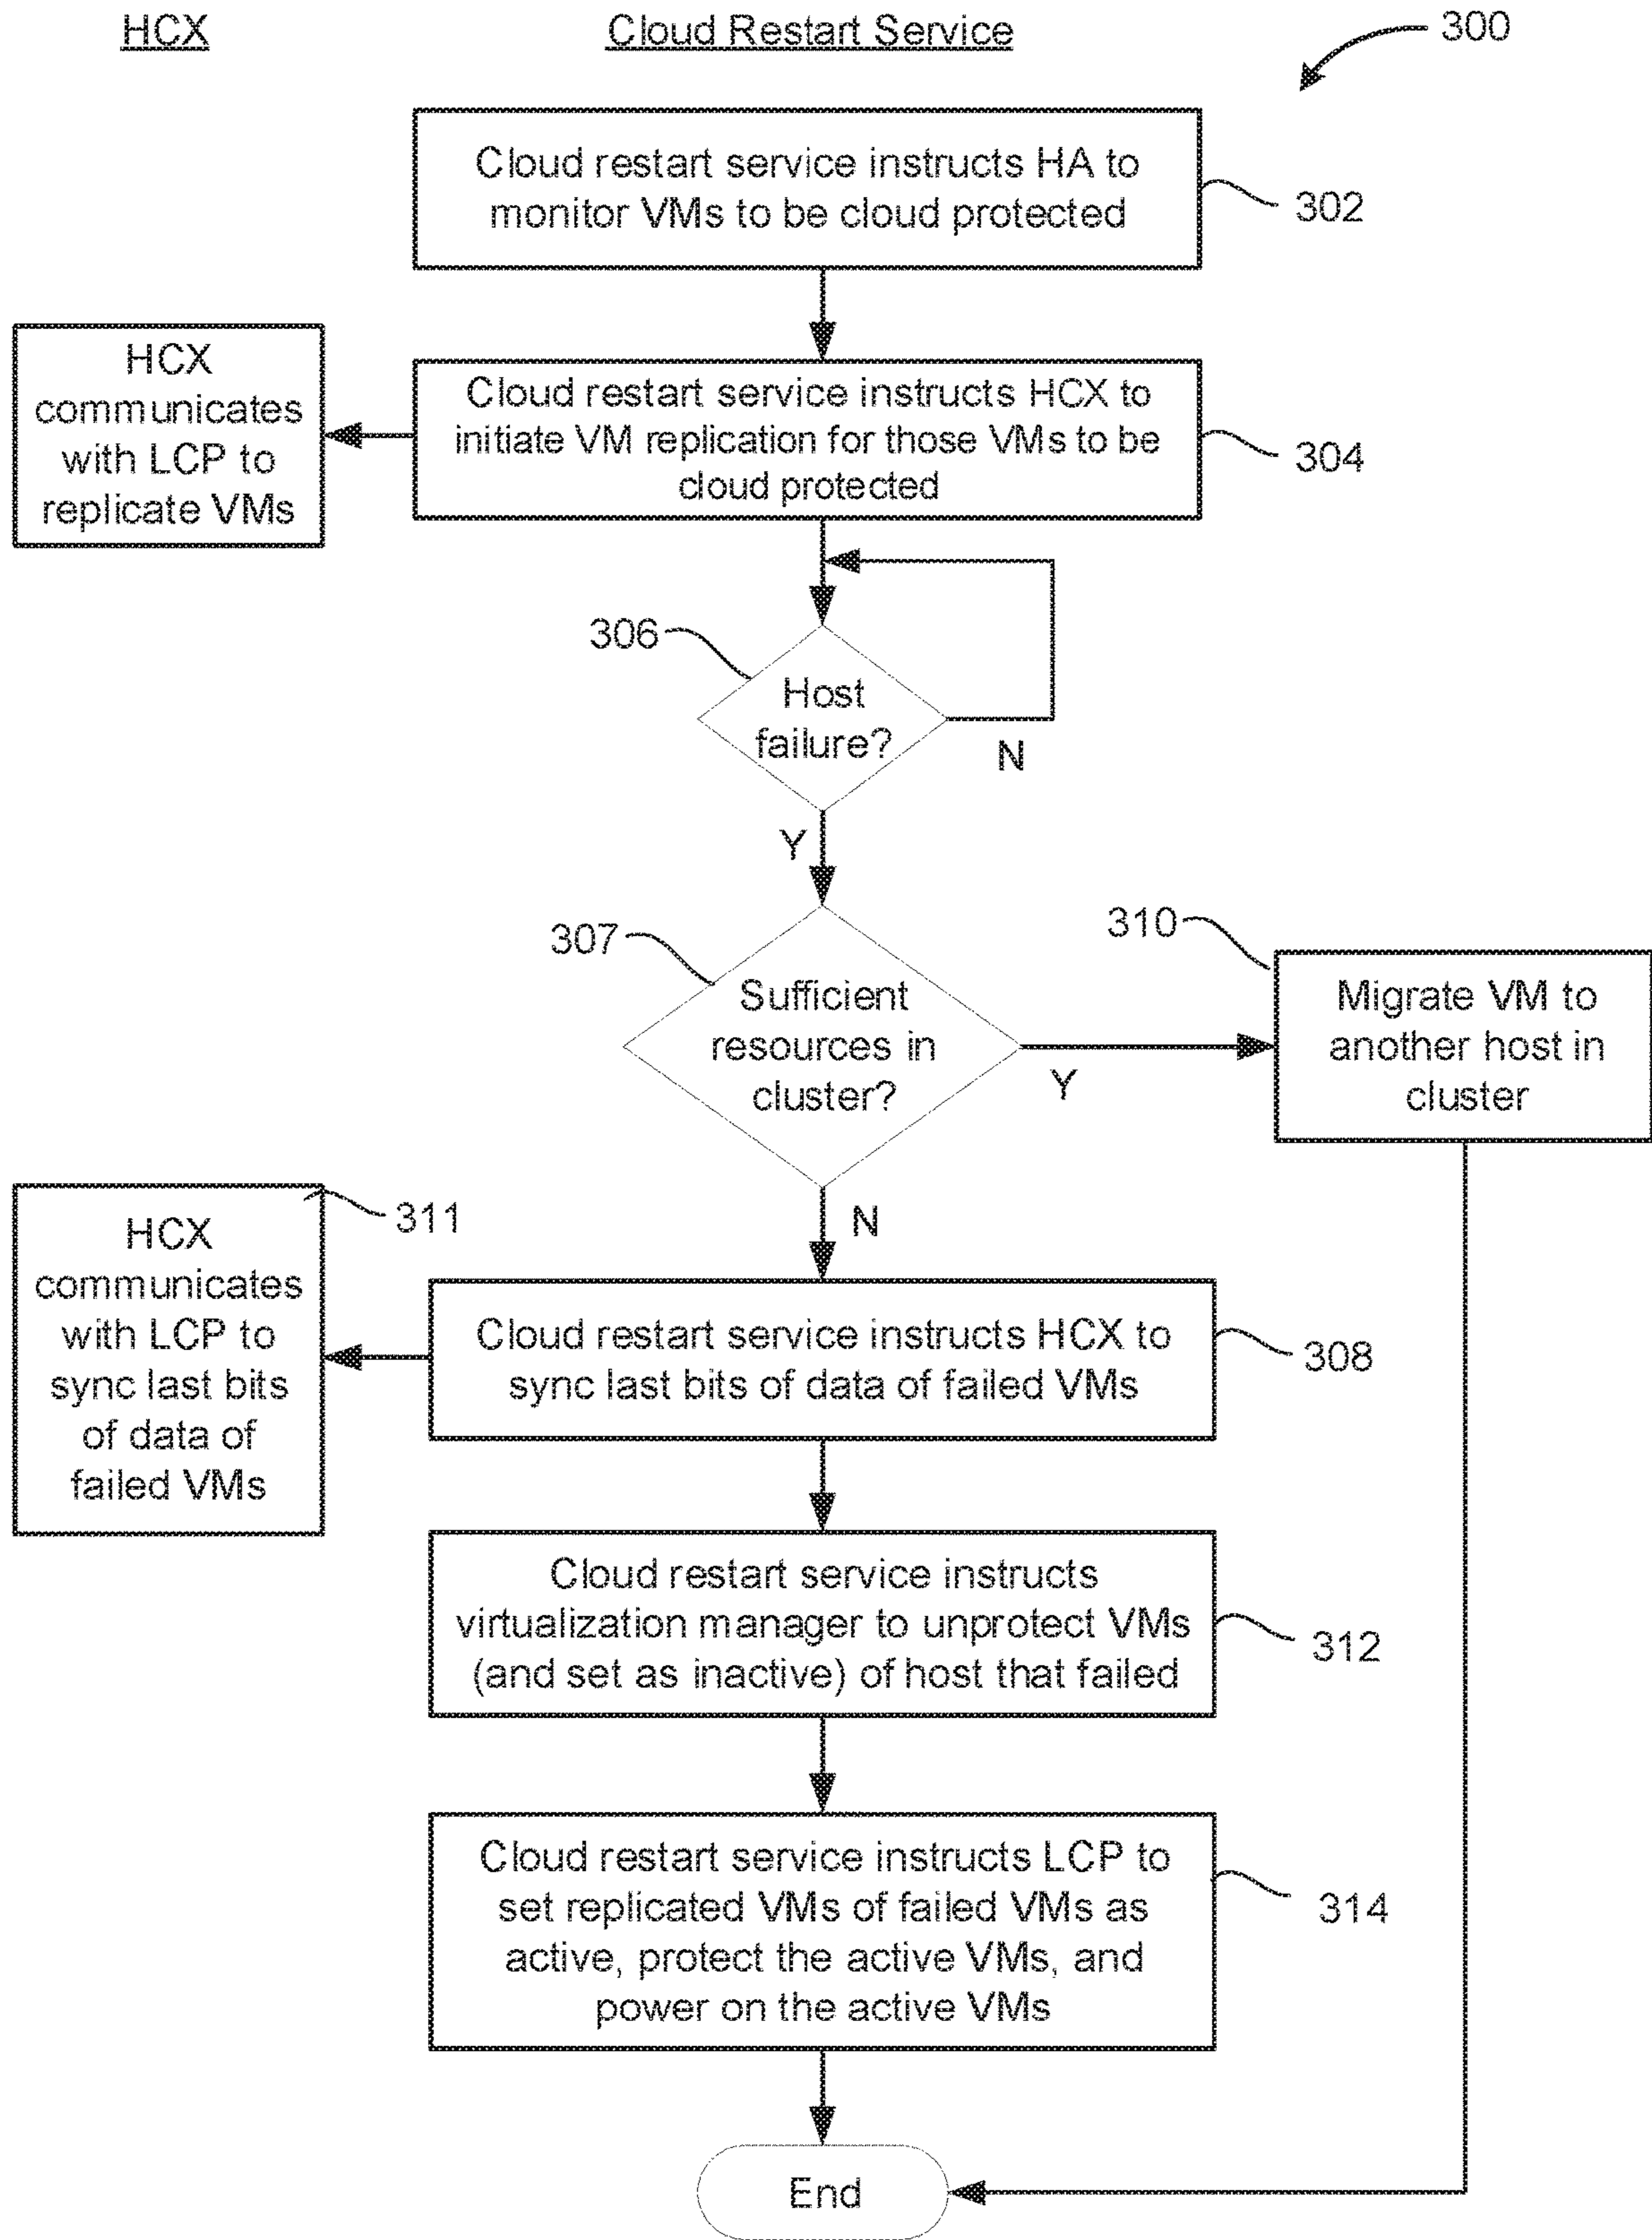 HCX
Cloud Restart Service
300
Cloud restart service instructs HA to
monitor VMs to be cloud protected
302
HCX
communicates
with LCP to
replicate VMs
Cloud restart service instructs HCX to
initiate VM replication for those VMs to be
cloud protected
304
306
Host
failure?
N
Y
307
Sufficient
resources in
cluster?
Y
310
Migrate VM to
another host in
cluster
N
311
HCX
communicates
with LCP to
sync last bits
of data of
failed VMs
Cloud restart service instructs HCX to
sync last bits of data of failed VMs
308
Cloud restart service instructs
virtualization manager to unprotect VMs
(and set as inactive) of host that failed
312
Cloud restart service instructs LCP to
set replicated VMs of failed VMs as
active, protect the active VMs, and
power on the active VMs
314
End